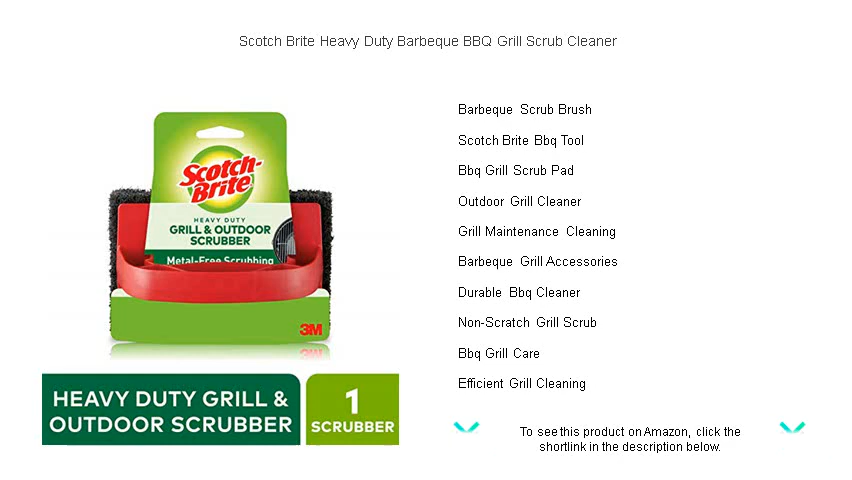 Scotch Brite Heavy Duty Barbeque BBQ Grill Scrub Cleaner
Scotch-
Brite
HEAVY DUTY
GRILL & OUTDOOR
SCRUBBER
Metal-Free Scrubbing
3M
HEAVY DUTY GRILL &
OUTDOOR SCRUBBER
1
SCRUBBER
Barbeque Scrub Brush
Scotch Brite Bbq Tool
Bbq Grill Scrub Pad
Outdoor Grill Cleaner
Grill Maintenance Cleaning
Barbeque Grill Accessories
Durable Bbq Cleaner
Non-Scratch Grill Scrub
Bbq Grill Care
Efficient Grill Cleaning
To see this product on Amazon, click the
shortlink in the description below.